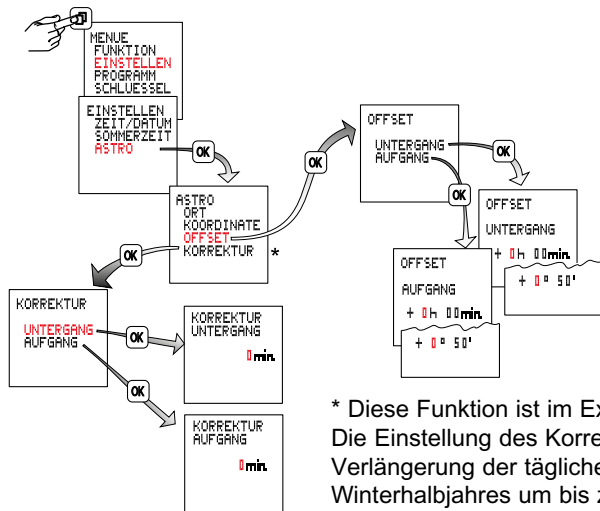 MENUE
FUNKTION
EINSTELLEN
PROGRAMM
SCHLUESSEL
EINSTELLEN
ZEIT/DATUM
SOMMERZEIT
ASTRO
OK
ASTRO
ORT
KOORDINATE
OFFSET
KORREKTUR *
OK
OFFSET
UNTERGANG
AUFGANG
OK
OK
OFFSET
UNTERGANG
+ 0h 00min.
+ 0° 50'
OFFSET
AUFGANG
+ 0h 00min.
+ 0° 50'
OK
KORREKTUR
UNTERGANG
AUFGANG
OK
KORREKTUR
UNTERGANG
0min.
OK
KORREKTUR
AUFGANG
0min.
* Diese Funktion ist im Ex
Die Einstellung des Korre
Verlängerung der tägliche
Winterhalbjahres um bis z